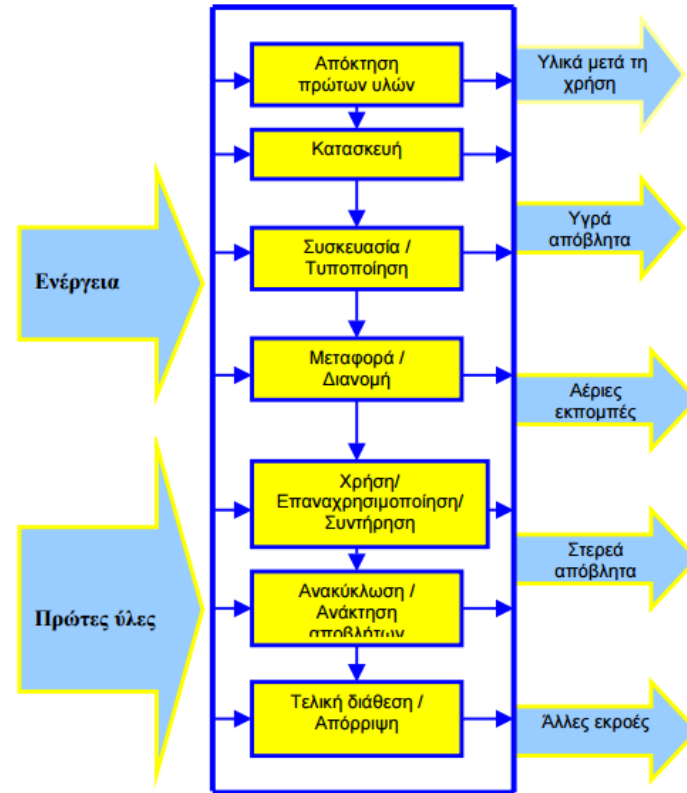 Απόκτηση
πρώτων υλών
Κατασκευή
Συσκευασία /
Τυποποίηση
Μεταφορά /
Διανομή
Χρήση/
Επαναχρησιμοποίηση/
Συντήρηση
Ανακύκλωση /
Ανάκτηση
αποβλήτων
Τελική διάθεση /
Απόρριψη
Ενέργεια
Πρώτες ύλες
Υλικά μετά τη
χρήση
Υγρά
απόβλητα
Αέριες
εκπομπές
Στερεά
απόβλητα
Άλλες εκροές